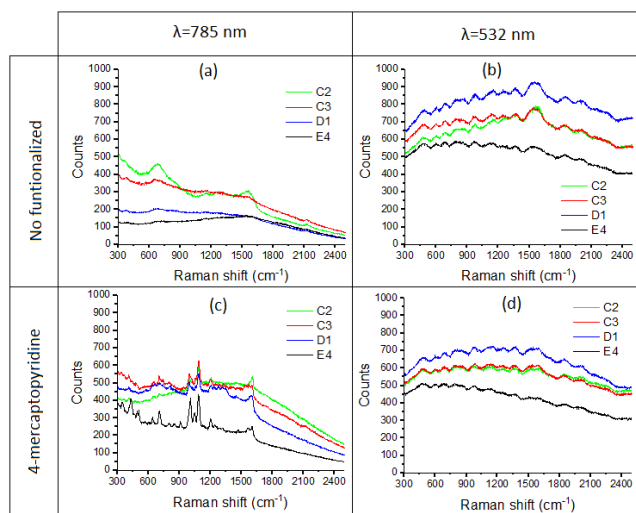 λ=785 nm
λ=532 nm
No funtionalized
4-mercaptopyridine
(a)
C2
C3
D1
E4
Counts
1000
900
800
700
600
500
400
300
200
100
0
300 600 900 1200 1500 1800 2100 2400
Raman shift (cm⁻¹)
(b)
C2
C3
D1
E4
Counts
1000
900
800
700
600
500
400
300
200
100
0
300 600 900 1200 1500 1800 2100 2400
Raman shift (cm⁻¹)
(c)
C2
C3
D1
E4
Counts
1000
900
800
700
600
500
400
300
200
100
0
300 600 900 1200 1500 1800 2100 2400
Raman shift (cm⁻¹)
(d)
C2
C3
D1
E4
Counts
1000
900
800
700
600
500
400
300
200
100
0
300 600 900 1200 1500 1800 2100 2400
Raman shift (cm⁻¹)